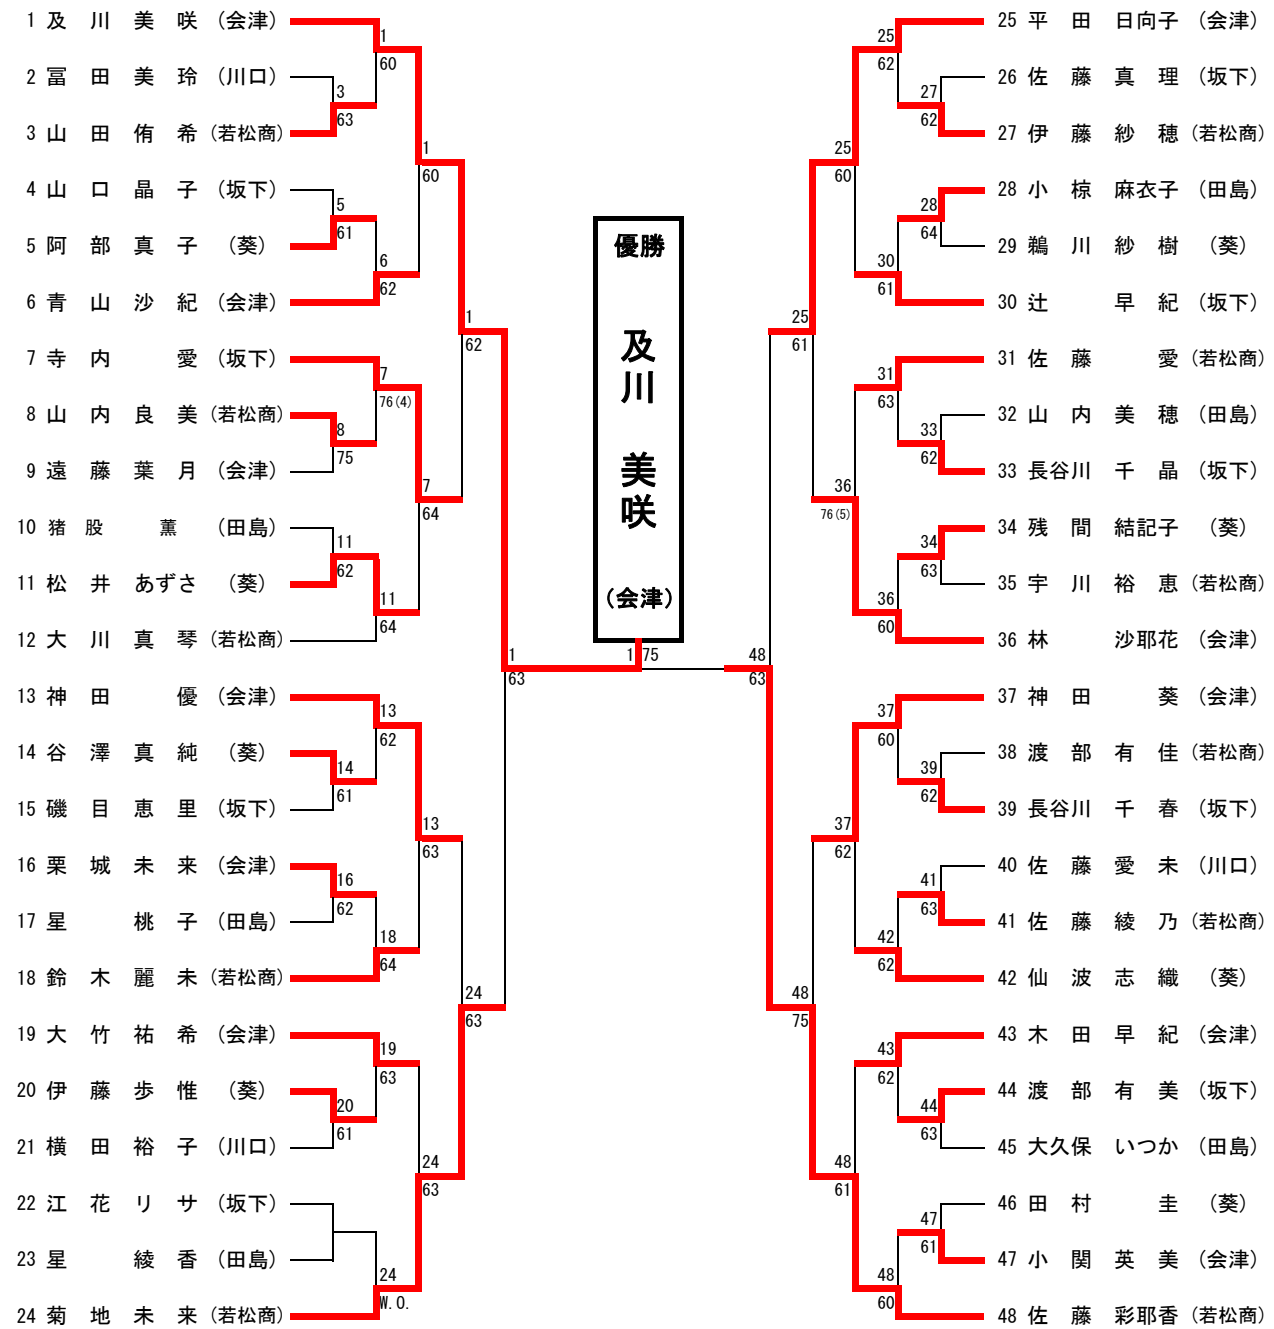 1 及 川 美 咲 (会津)
2 冨 田 美 玲 (川口)
3 山 田 侑 希 (若松商)
4 山 口 晶 子 (坂下)
5 阿 部 真 子 (葵)
6 青 山 沙 紀 (会津)
7 寺 内 愛 (坂下)
8 山 内 良 美 (若松商)
9 遠 藤 葉 月 (会津)
10 猪 股 薫 (田島)
11 松 井 あずさ (葵)
12 大 川 真 琴 (若松商)
13 神 田 優 (会津)
14 谷 澤 真 純 (葵)
15 磯 目 恵 里 (坂下)
16 栗 城 未 来 (会津)
17 星 桃 子 (田島)
18 鈴 木 麗 未 (若松商)
19 大 竹 祐 希 (会津)
20 伊 藤 歩 惟 (葵)
21 横 田 裕 子 (川口)
22 江 花 リ サ (坂下)
23 星 綾 香 (田島)
24 菊 地 未 来 (若松商)
3
63
5
61
8
75
11
62
14
61
16
62
20
61
1
60
6
62
7
76(4)
11
64
13
62
18
64
19
63
24
W.O.
1
60
7
64
13
63
24
63
1
62
24
63
1
63
優勝
及
川
美
咲
(会津)
1 75
48
63
25
61
48
75
25
60
36
76(5)
37
62
48
61
25
62
30
61
31
63
36
60
37
60
42
62
43
62
48
60
27
62
28
64
33
62
34
63
39
62
41
63
44
63
47
61
25 平 田 日向子 (会津)
26 佐 藤 真 理 (坂下)
27 伊 藤 紗 穂 (若松商)
28 小 椋 麻衣子 (田島)
29 鵜 川 紗 樹 (葵)
30 辻 早 紀 (坂下)
31 佐 藤 愛 (若松商)
32 山 内 美 穂 (田島)
33 長谷川 千 晶 (坂下)
34 残 間 結記子 (葵)
35 宇 川 裕 恵 (若松商)
36 林 沙耶花 (会津)
37 神 田 葵 (会津)
38 渡 部 有 佳 (若松商)
39 長谷川 千 春 (坂下)
40 佐 藤 愛 未 (川口)
41 佐 藤 綾 乃 (若松商)
42 仙 波 志 織 (葵)
43 木 田 早 紀 (会津)
44 渡 部 有 美 (坂下)
45 大久保 いつか (田島)
46 田 村 圭 (葵)
47 小 関 英 美 (会津)
48 佐 藤 彩耶香 (若松商)